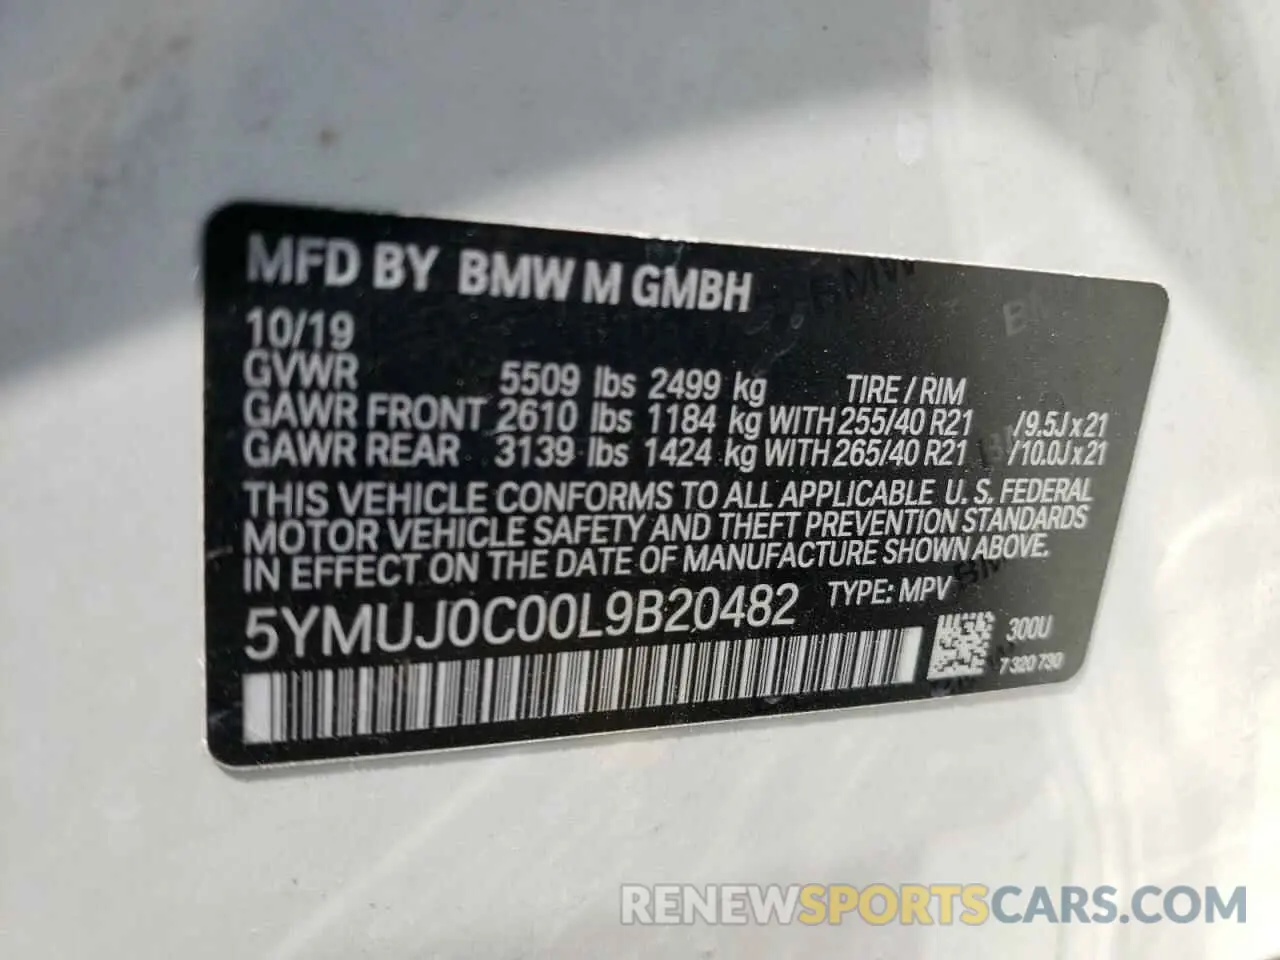 MFD BY BMW M GMBH
10/19
GVWR 5509 lbs 2499 kg TIRE / RIM
GAWR FRONT 2610 lbs 1184 kg WITH 255/40 R21 /9.5J x 21
GAWR REAR 3139 lbs 1424 kg WITH 265/40 R21 /10.0J x 21
THIS VEHICLE CONFORMS TO ALL APPLICABLE U. S. FEDERAL
MOTOR VEHICLE SAFETY AND THEFT PREVENTION STANDARDS
IN EFFECT ON THE DATE OF MANUFACTURE SHOWN ABOVE.
5YMUJ0C00L9B20482 TYPE: MPV
300U
7 320 730
RENEWSPORTSCARS.COM